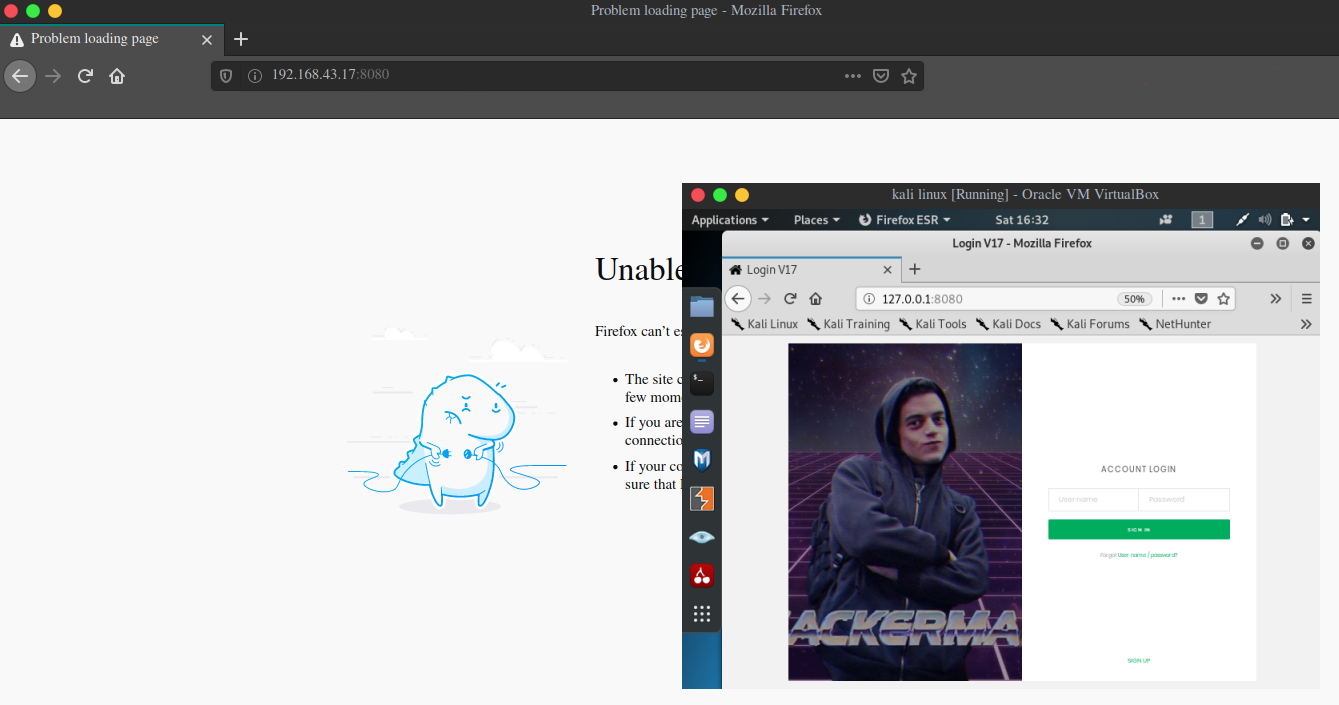 Problem loading page - Mozilla Firefox
Problem loading page
192.168.43.17:8080
Unable
Firefox can't es
The site c
few mome
If you are
connectio
If your co
sure that
kali linux [Running] - Oracle VM VirtualBox
Applications Places Firefox ESR Sat 16:32 1
Login V17 - Mozilla Firefox
Login V17
127.0.0.1:8080 50%
Kali Linux Kali Training Kali Tools Kali Docs Kali Forums NetHunter
ACKERMA
ACCOUNT LOGIN
User name Password
SIGN IN
Forgot User name / password?
SIGN UP